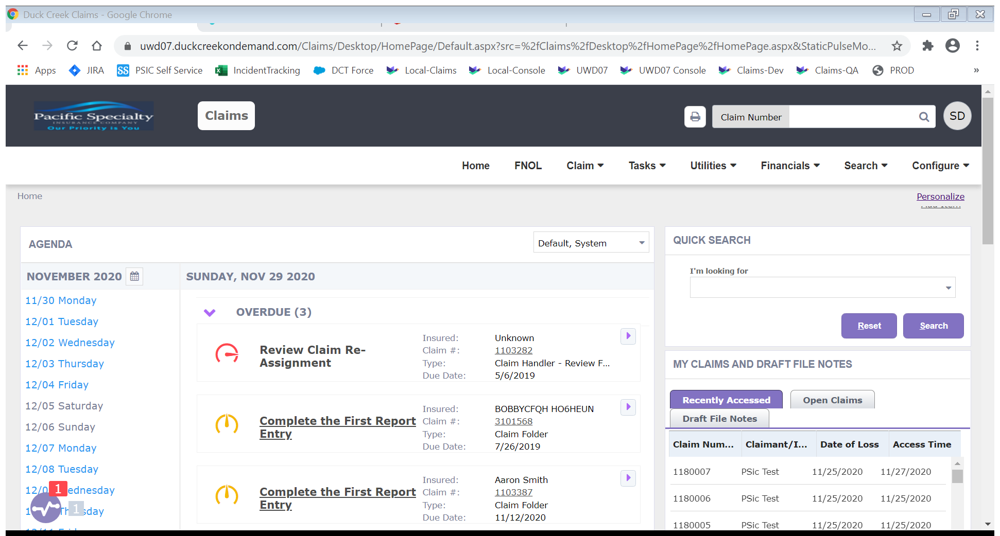 Duck Creek Claims - Google Chrome
uwd07.duckcreekondemand.com/Claims/Desktop/HomePage/Default.aspx?src=%2fClaims%2fDesktop%2fHomePage%2fHomePage.aspx&StaticPulseMo...
Apps JIRA SS PSIC Self Service IncidentTracking DCT Force Local-Claims Local-Console UWD07 UWD07 Console Claims-Dev Claims-QA PROD »
Pacific Specialty
INSURANCE COMPANY
Our Priority is You
Claims
Claim Number
SD
Home FNOL Claim Tasks Utilities Financials Search Configure
Home
Personalize
Add Item
AGENDA
Default, System
NOVEMBER 2020
11/30 Monday
12/01 Tuesday
12/02 Wednesday
12/03 Thursday
12/04 Friday
12/05 Saturday
12/06 Sunday
12/07 Monday
12/08 Tuesday
1
1
SUNDAY, NOV 29 2020
OVERDUE (3)
Review Claim Re-
Assignment
Insured: Unknown
Claim #: 1103282
Type: Claim Handler - Review F...
Due Date: 5/6/2019
Complete the First Report
Entry
Insured: BOBBYCFQH HO6HEUN
Claim #: 3101568
Type: Claim Folder
Due Date: 7/26/2019
Complete the First Report
Entry
Insured: Aaron Smith
Claim #: 1103387
Type: Claim Folder
Due Date: 11/12/2020
QUICK SEARCH
I'm looking for
Reset Search
MY CLAIMS AND DRAFT FILE NOTES
Recently Accessed Open Claims
Draft File Notes
Claim Num... Claimant/I... Date of Loss Access Time
1180007 PSic Test 11/25/2020 11/27/2020
1180006 PSic Test 11/25/2020 11/25/2020
1180005 PSic Test 11/25/2020 11/25/2020